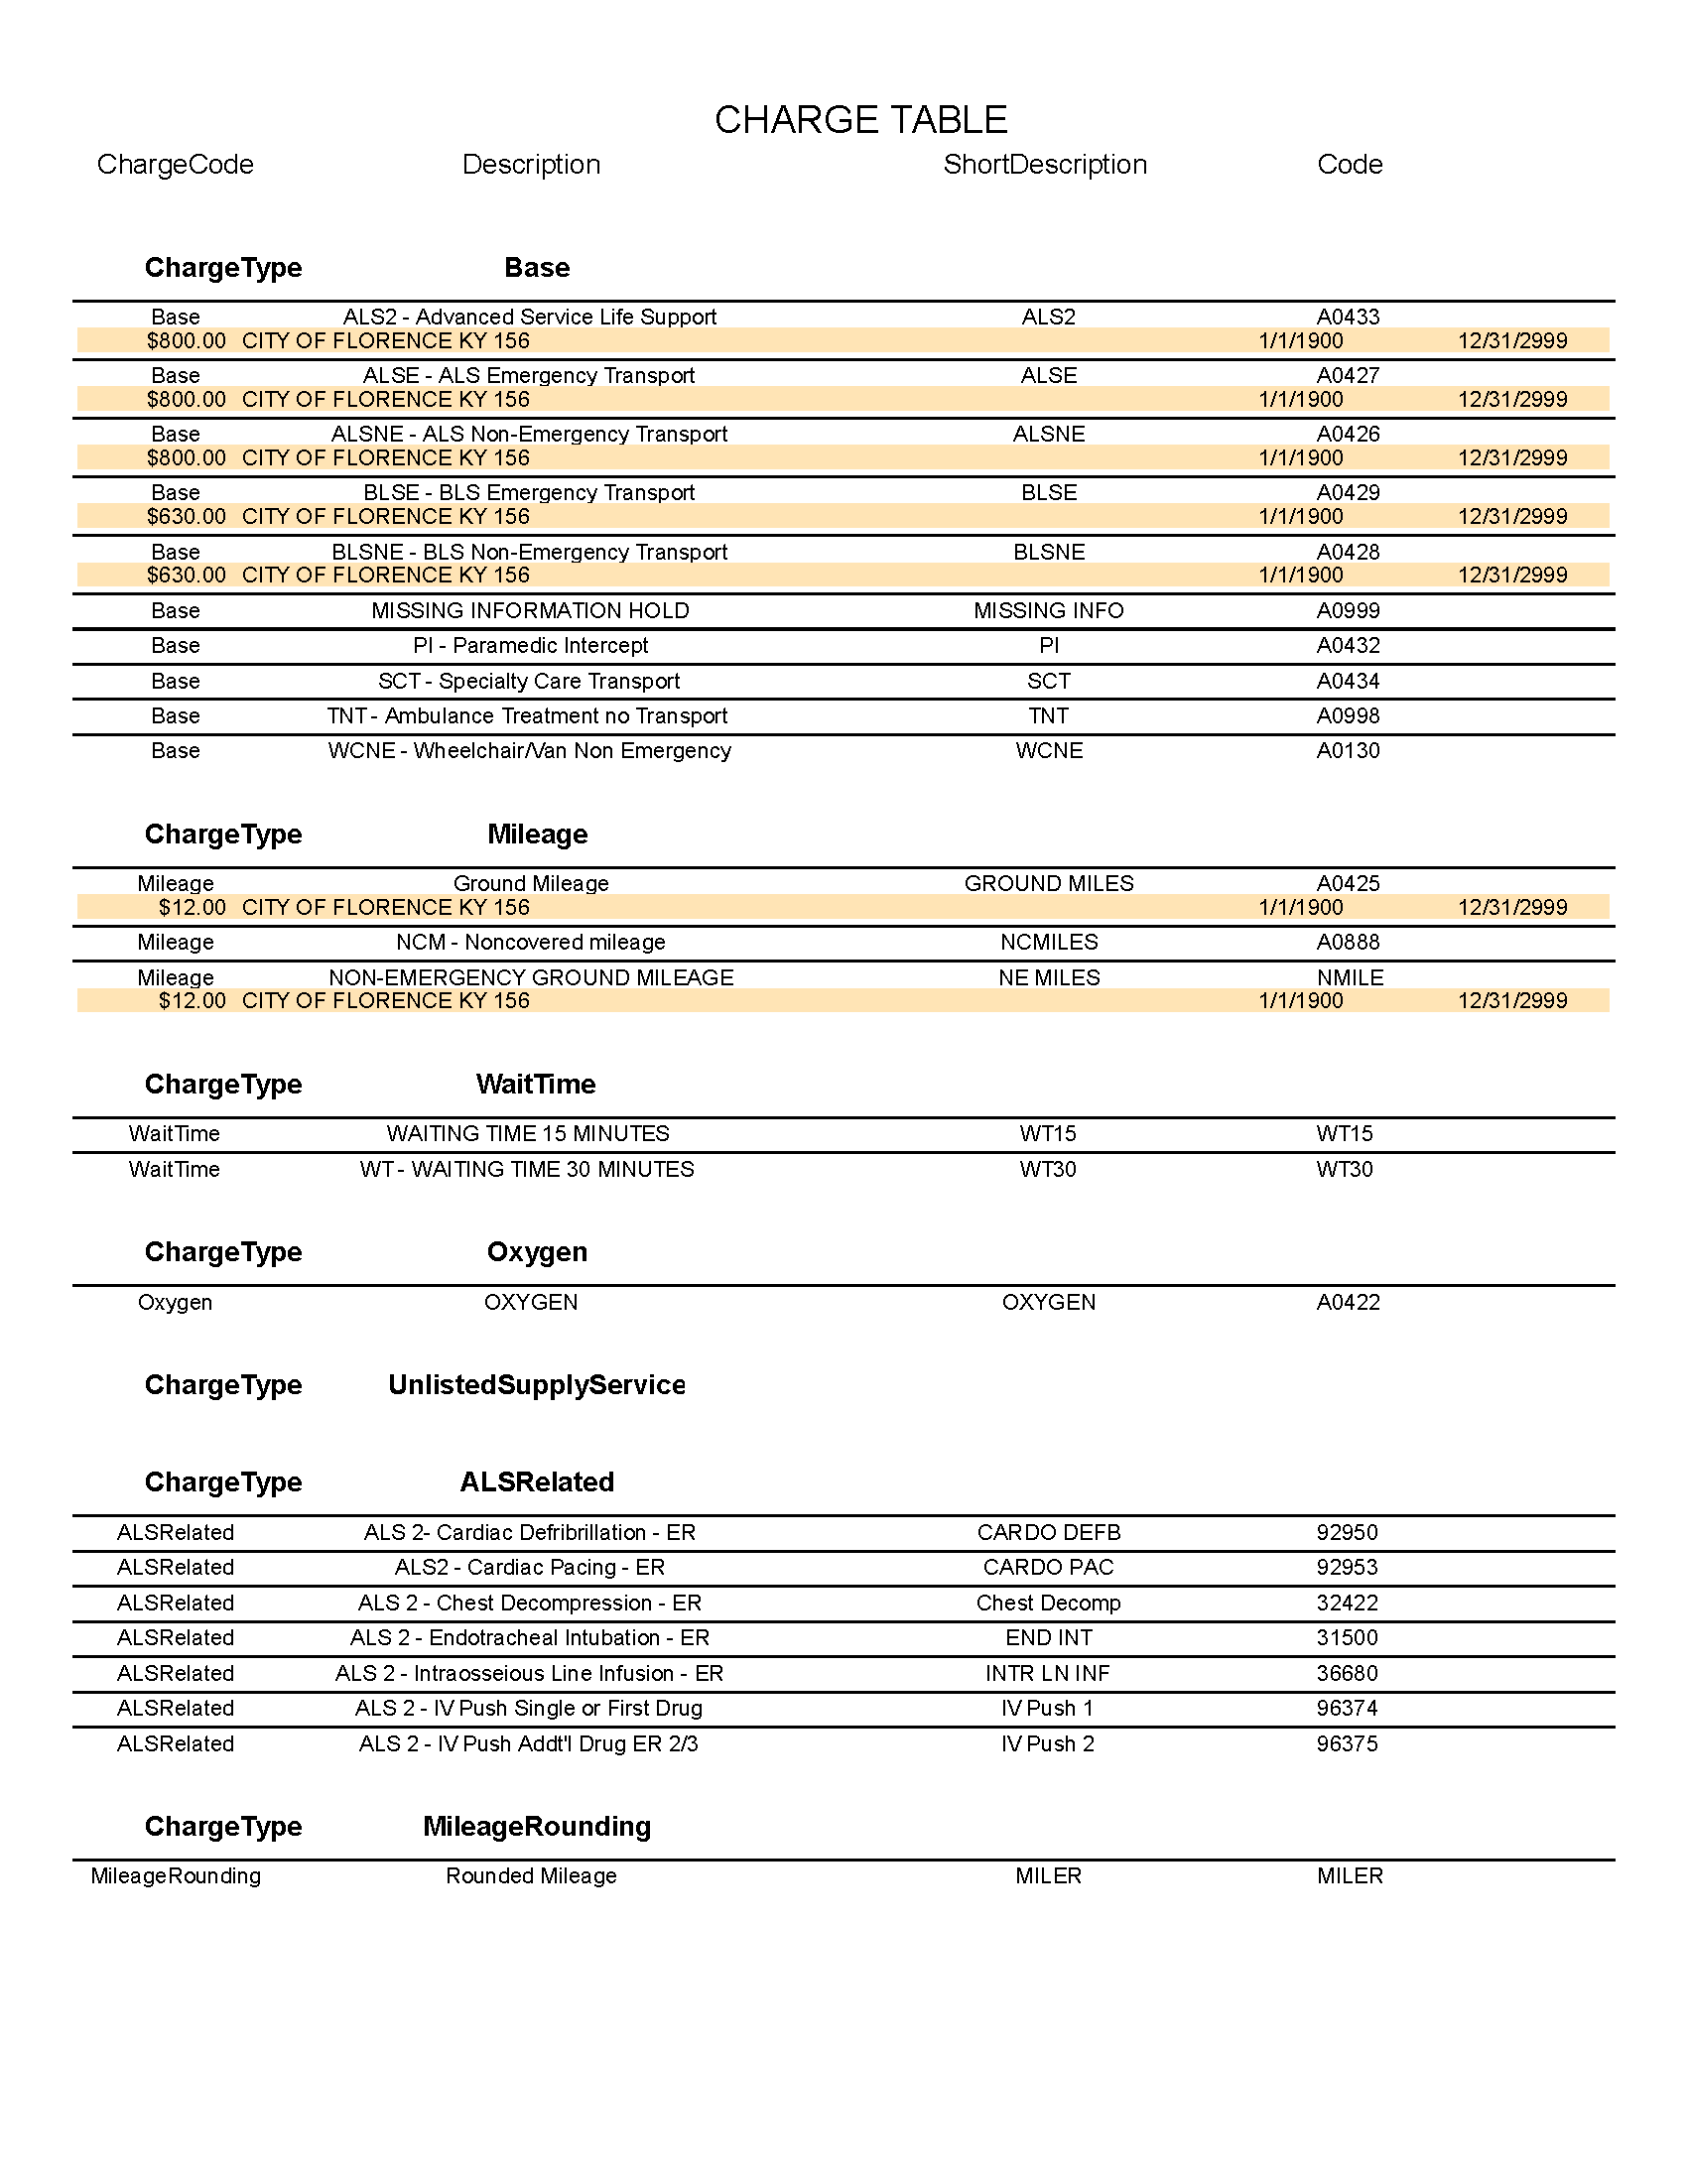 CHARGE TABLE
ChargeCode Description ShortDescription Code
ChargeType Base
Base ALS2 - Advanced Service Life Support ALS2 A0433
$800.00 CITY OF FLORENCE KY 156 1/1/1900 12/31/2999
Base ALSE - ALS Emergency Transport ALSE A0427
$800.00 CITY OF FLORENCE KY 156 1/1/1900 12/31/2999
Base ALSNE - ALS Non-Emergency Transport ALSNE A0426
$800.00 CITY OF FLORENCE KY 156 1/1/1900 12/31/2999
Base BLSE - BLS Emergency Transport BLSE A0429
$630.00 CITY OF FLORENCE KY 156 1/1/1900 12/31/2999
Base BLSNE - BLS Non-Emergency Transport BLSNE A0428
$630.00 CITY OF FLORENCE KY 156 1/1/1900 12/31/2999
Base MISSING INFORMATION HOLD MISSING INFO A0999
Base PI - Paramedic Intercept PI A0432
Base SCT - Specialty Care Transport SCT A0434
Base TNT - Ambulance Treatment no Transport TNT A0998
Base WCNE - Wheelchair/Van Non Emergency WCNE A0130
ChargeType Mileage
Mileage Ground Mileage GROUND MILES A0425
$12.00 CITY OF FLORENCE KY 156 1/1/1900 12/31/2999
Mileage NCM - Noncovered mileage NCMILES A0888
Mileage NON-EMERGENCY GROUND MILEAGE NE MILES NMILE
$12.00 CITY OF FLORENCE KY 156 1/1/1900 12/31/2999
ChargeType WaitTime
WaitTime WAITING TIME 15 MINUTES WT15 WT15
WaitTime WT - WAITING TIME 30 MINUTES WT30 WT30
ChargeType Oxygen
Oxygen OXYGEN OXYGEN A0422
ChargeType UnlistedSupplyService
ChargeType ALSRelated
ALSRelated ALS 2- Cardiac Defribrillation - ER CARDO DEFB 92950
ALSRelated ALS2 - Cardiac Pacing - ER CARDO PAC 92953
ALSRelated ALS 2 - Chest Decompression - ER Chest Decomp 32422
ALSRelated ALS 2 - Endotracheal Intubation - ER END INT 31500
ALSRelated ALS 2 - Intraosseious Line Infusion - ER INTR LN INF 36680
ALSRelated ALS 2 - IV Push Single or First Drug IV Push 1 96374
ALSRelated ALS 2 - IV Push Addt'l Drug ER 2/3 IV Push 2 96375
ChargeType MileageRounding
MileageRounding Rounded Mileage MILER MILER